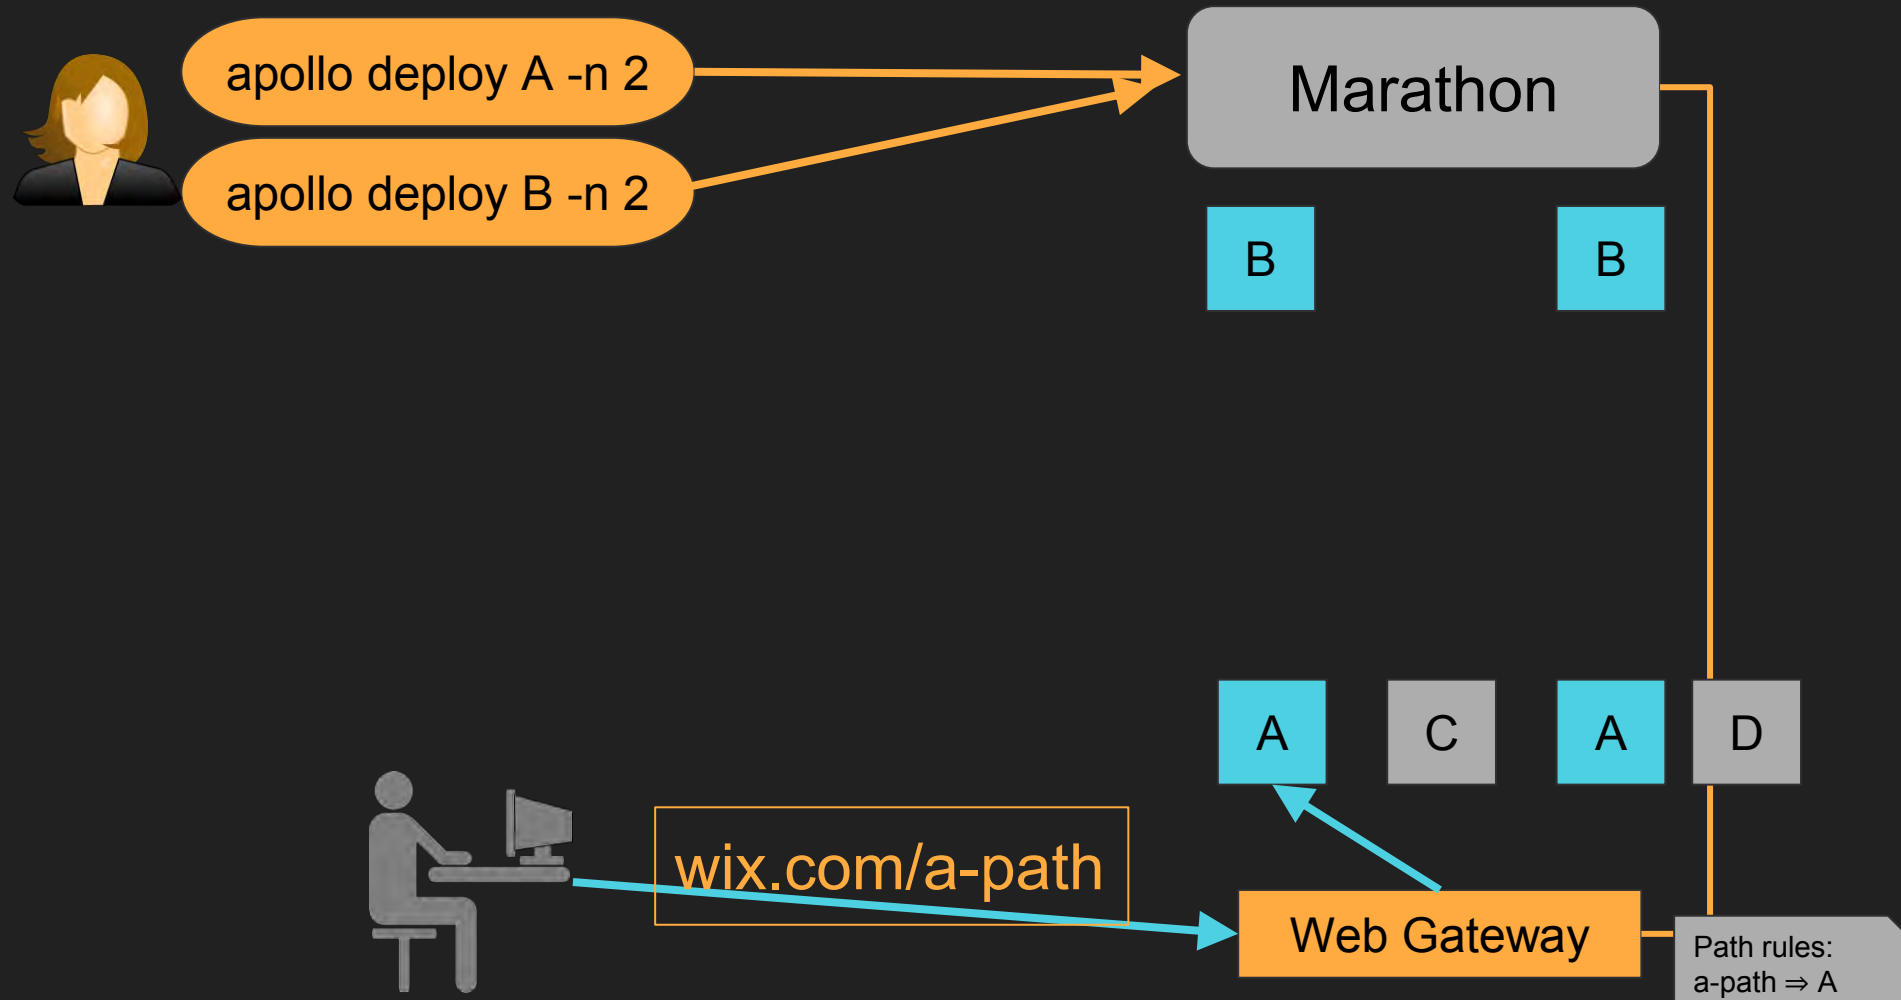 apollo deploy A -n 2
Marathon
apollo deploy B -n 2
B
B
A
C
A
D
wix.com/a-path
Web Gateway
Path rules:
a-path ⇒ A